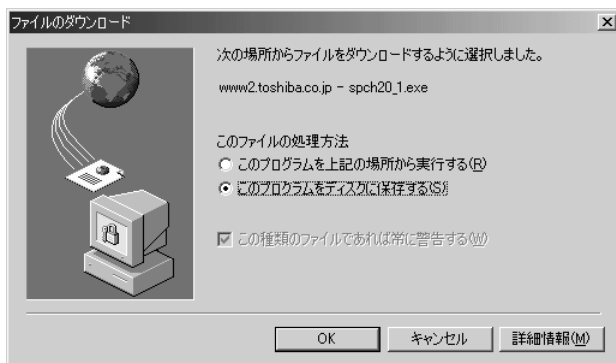 ファイルのダウンロード
次の場所からファイルをダウンロードするように選択しました。
www2.toshiba.co.jp - spch20_1.exe
このファイルの処理方法
このプログラムを上記の場所から実行する(R)
このプログラムをディスクに保存する(S)
この種類のファイルであれば常に警告する(W)
OK
キャンセル
詳細情報(M)